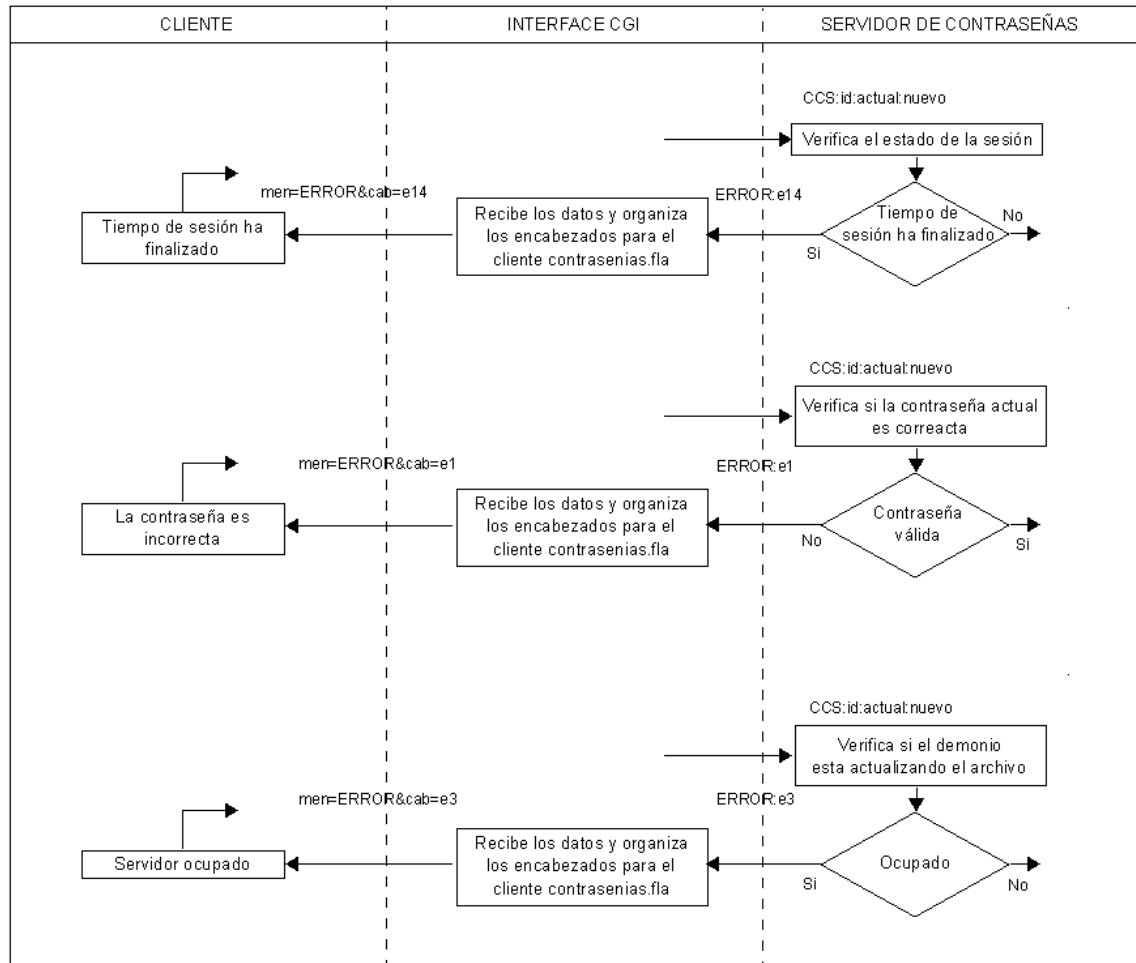 CLIENTE
INTERFACE CGI
SERVIDOR DE CONTRASEÑAS
CCS:id:actual:nuevo
Verifica el estado de la sesión
men=ERROR&cab=e14
ERROR:e14
Tiempo de sesión ha
finalizado
Recibe los datos y organiza
los encabezados para el
cliente contrasenias.fla
Tiempo de
sesión ha finalizado
No
Si
CCS:id:actual:nuevo
Verifica si la contraseña actual
es correacta
men=ERROR&cab=e1
ERROR:e1
La contraseña es
incorrecta
Recibe los datos y organiza
los encabezados para el
cliente contrasenias.fla
Contraseña
válida
No
Si
CCS:id:actual:nuevo
Verifica si el demonio
esta actualizando el archivo
men=ERROR&cab=e3
ERROR:e3
Servidor ocupado
Recibe los datos y organiza
los encabezados para el
cliente contrasenias.fla
Ocupado
Si
No